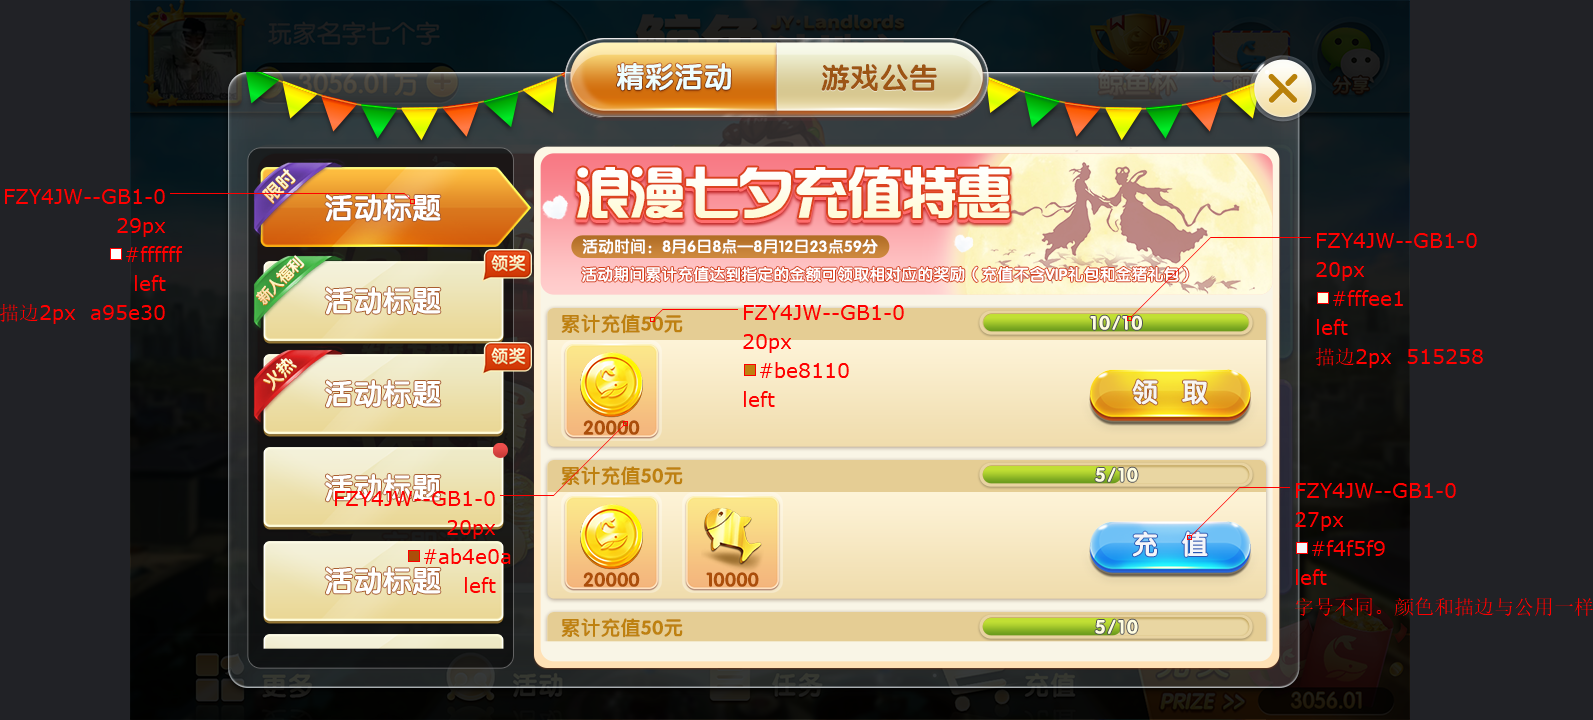 玩家名字七个字
JY-Landlords
3056.01万
鲸鱼杯
分享
精彩活动
游戏公告
限时
活动标题
新人福利
领奖
活动标题
火热
领奖
活动标题
活动标题
活动标题
浪漫七夕充值特惠
活动时间：8月6日8点—8月12日23点59分
活动期间累计充值达到指定的金额可领取相对应的奖励（充值不含VIP礼包和金猪礼包）
累计充值50元
10/10
20000
领 取
累计充值50元
5/10
20000
10000
充 值
累计充值50元
5/10
FZY4JW--GB1-0
29px
#ffffff
left
描边2px a95e30
FZY4JW--GB1-0
20px
#be8110
left
FZY4JW--GB1-0
20px
#fffee1
left
描边2px 515258
FZY4JW--GB1-0
20px
#ab4e0a
left
FZY4JW--GB1-0
27px
#f4f5f9
left
字号不同。颜色和描边与公用一样
更多
活动
任务
充值
PRIZE >>
3056.01